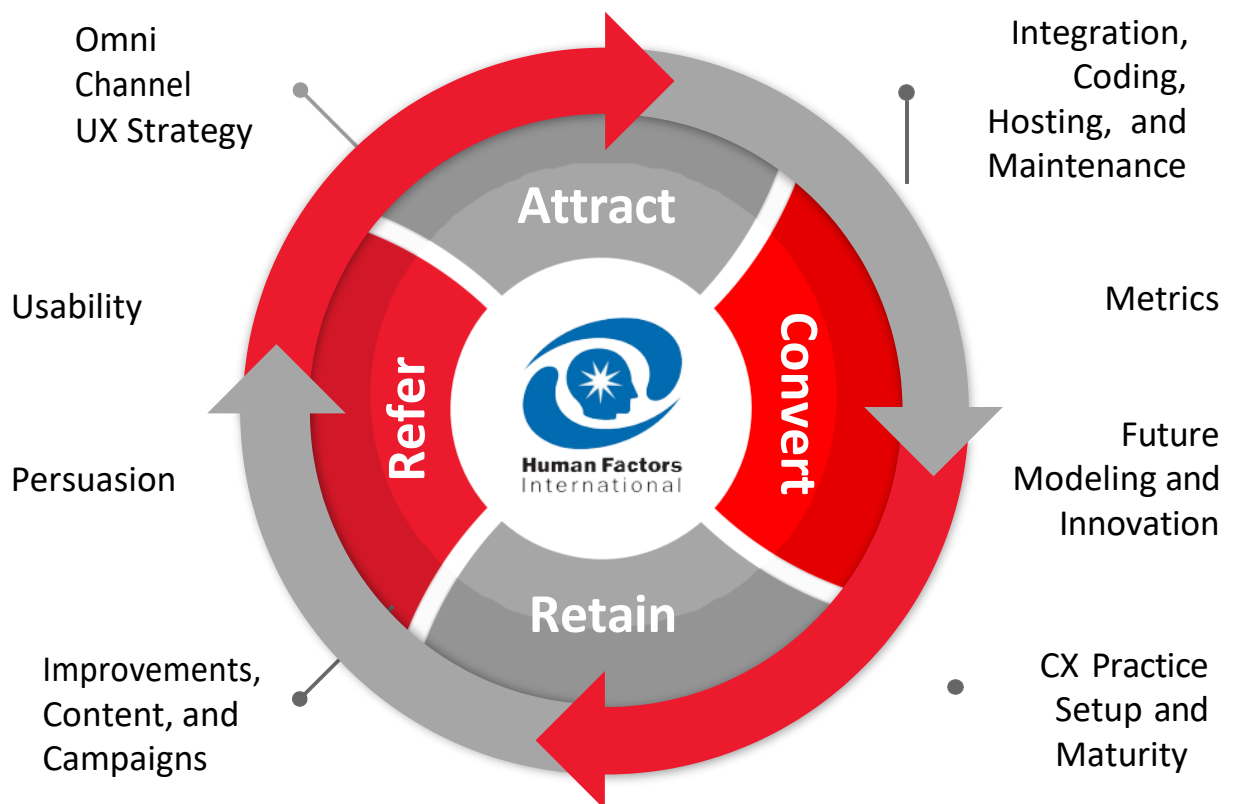 Omni
Channel
UX Strategy
Integration,
Coding,
Hosting, and
Maintenance
Attract
Usability
Metrics
Convert
Refer
Human Factors
International
Persuasion
Future
Modeling and
Innovation
Retain
Improvements,
Content, and
Campaigns
CX Practice
Setup and
Maturity